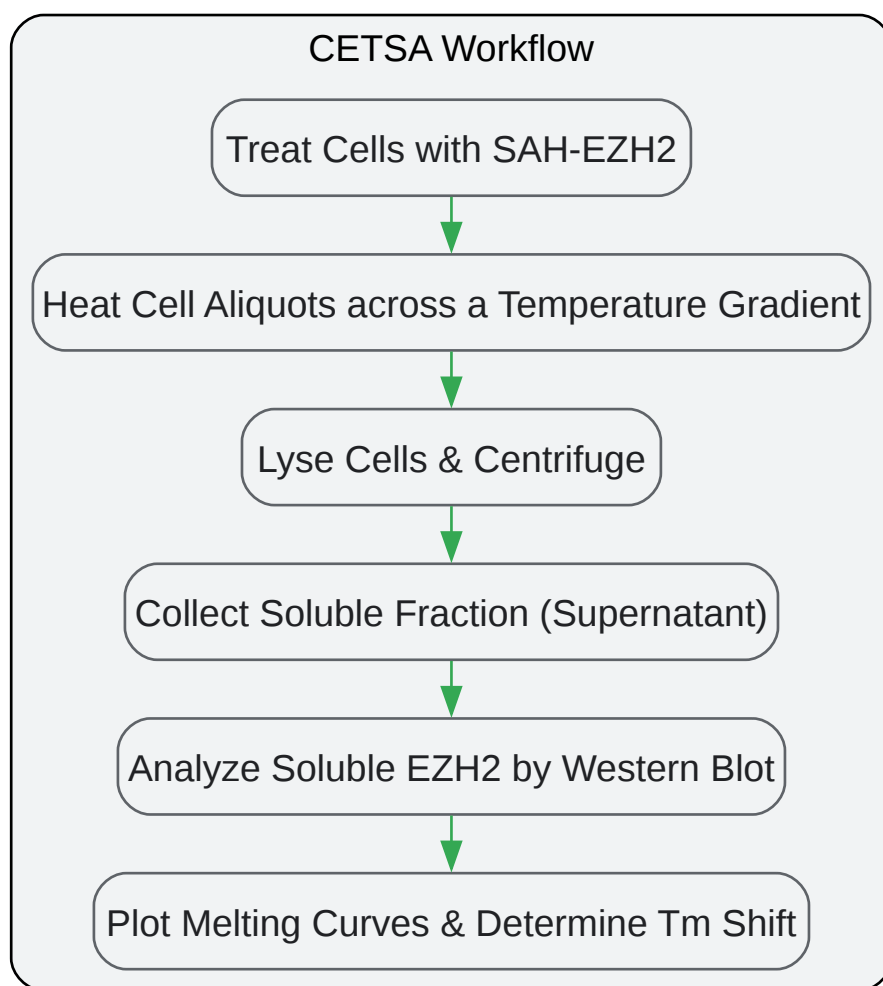 CETSA Workflow
Treat Cells with SAH-EZH2
Heat Cell Aliquots across a Temperature Gradient
Lyse Cells & Centrifuge
Collect Soluble Fraction (Supernatant)
Analyze Soluble EZH2 by Western Blot
Plot Melting Curves & Determine Tm Shift